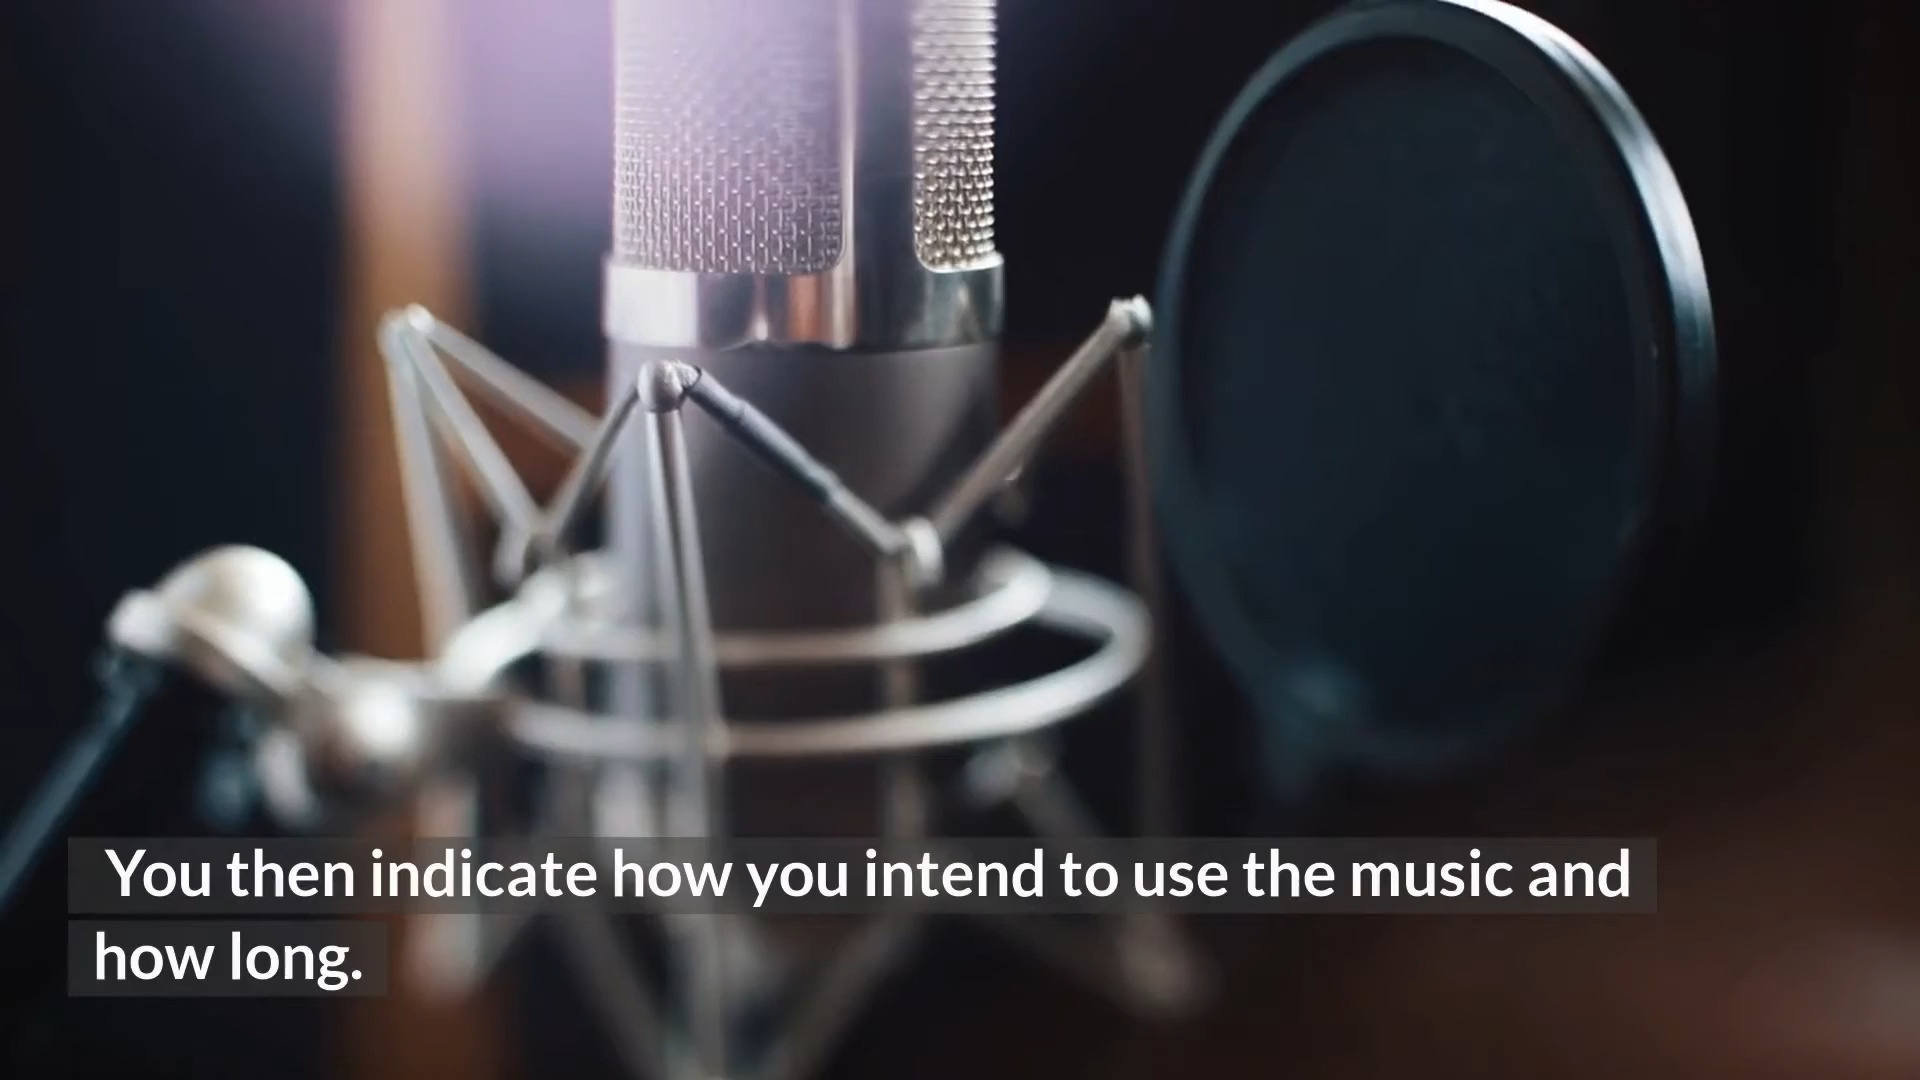 You then indicate how you intend to use the music and
how long.